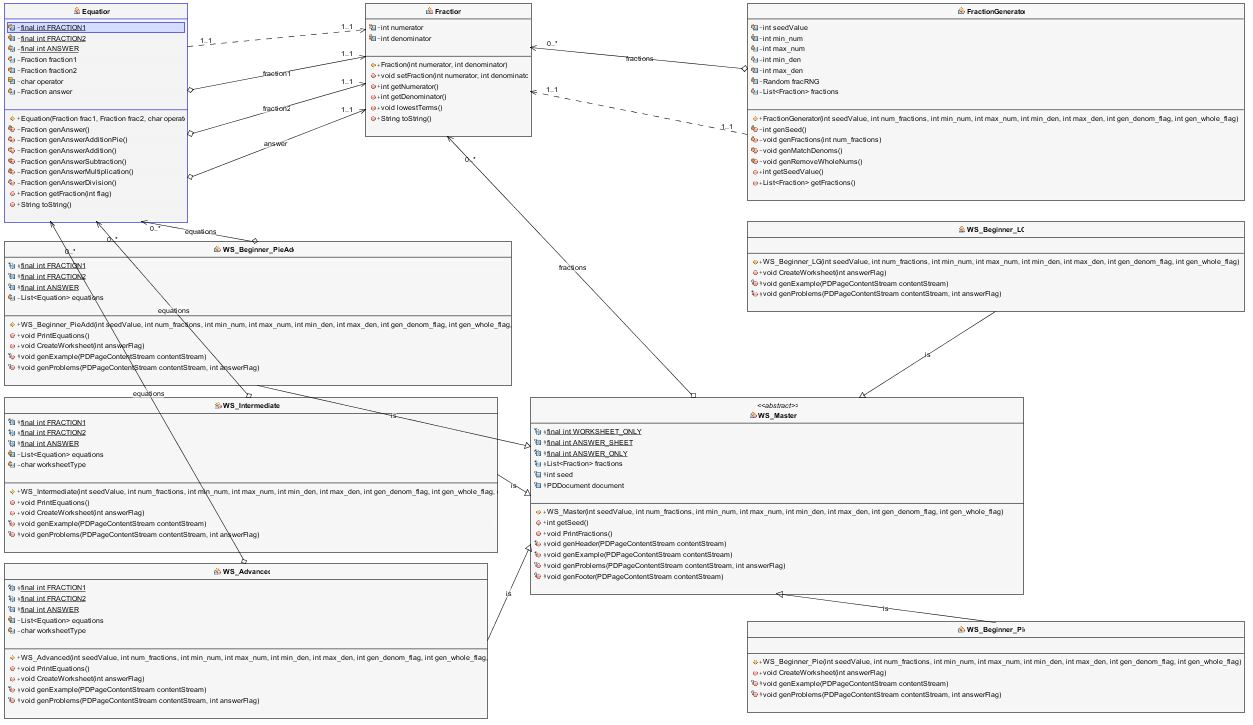 Equation
-final int FRACTION1
-final int FRACTION2
-final int ANSWER
-Fraction fraction1
-Fraction fraction2
-char operator
-Fraction answer
+Equation(Fraction frac1, Fraction frac2, char operato
-Fraction genAnswer()
-Fraction genAnswerAdditionPie()
-Fraction genAnswerAddition()
-Fraction genAnswerSubtraction()
-Fraction genAnswerMultiplication()
-Fraction genAnswerDivision()
+Fraction getFraction(int flag)
+String toString()
1..1
1..1
fraction1
1..1
fraction2
1..1
answer
Fraction
-int numerator
-int denominator
+Fraction(int numerator, int denominator)
+void setFraction(int numerator, int denominato
+int getNumerator()
+int getDenominator()
+void lowestTerms()
+String toString()
0..*
fractions
1..1
1..1
FractionGenerator
-int seedValue
-int min_num
-int max_num
-int min_den
-int max_den
-Random fracRNG
-List<Fraction> fractions
+FractionGenerator(int seedValue, int num_fractions, int min_num, int max_num, int min_den, int max_den, int gen_denom_flag, int gen_whole_flag)
-int genSeed()
-void genFractions(int num_fractions)
-void genMatchDenoms()
-void genRemoveWholeNums()
+int getSeedValue()
+List<Fraction> getFractions()
0..*
fractions
0..*
0..*
0..*
equations
WS_Beginner_PieAdd
#final int FRACTION1
#final int FRACTION2
#final int ANSWER
-List<Equation> equations
equations
+WS_Beginner_PieAdd(int seedValue, int num_fractions, int min_num, int max_num, int min_den, int max_den, int gen_denom_flag, int gen_whole_flag,
+void PrintEquations()
+void CreateWorksheet(int answerFlag)
#void genExample(PDPageContentStream contentStream)
#void genProblems(PDPageContentStream contentStream, int answerFlag)
equations
is
WS_Beginner_LG
+WS_Beginner_LG(int seedValue, int num_fractions, int min_num, int max_num, int min_den, int max_den, int gen_denom_flag, int gen_whole_flag)
+void CreateWorksheet(int answerFlag)
#void genExample(PDPageContentStream contentStream)
#void genProblems(PDPageContentStream contentStream, int answerFlag)
is
WS_Intermediate
#final int FRACTION1
#final int FRACTION2
#final int ANSWER
-List<Equation> equations
-char worksheetType
+WS_Intermediate(int seedValue, int num_fractions, int min_num, int max_num, int min_den, int max_den, int gen_denom_flag, int gen_whole_flag,
+void PrintEquations()
+void CreateWorksheet(int answerFlag)
#void genExample(PDPageContentStream contentStream)
#void genProblems(PDPageContentStream contentStream, int answerFlag)
is
<<abstract>>
WS_Master
#final int WORKSHEET_ONLY
#final int ANSWER_SHEET
#final int ANSWER_ONLY
#List<Fraction> fractions
#int seed
#PDDocument document
+WS_Master(int seedValue, int num_fractions, int min_num, int max_num, int min_den, int max_den, int gen_denom_flag, int gen_whole_flag)
+int getSeed()
+void PrintFractions()
#void genHeader(PDPageContentStream contentStream)
#void genExample(PDPageContentStream contentStream)
#void genProblems(PDPageContentStream contentStream, int answerFlag)
#void genFooter(PDPageContentStream contentStream)
WS_Advanced
#final int FRACTION1
#final int FRACTION2
#final int ANSWER
-List<Equation> equations
-char worksheetType
+WS_Advanced(int seedValue, int num_fractions, int min_num, int max_num, int min_den, int max_den, int gen_denom_flag, int gen_whole_flag,
+void PrintEquations()
+void CreateWorksheet(int answerFlag)
#void genExample(PDPageContentStream contentStream)
#void genProblems(PDPageContentStream contentStream, int answerFlag)
is
is
WS_Beginner_Pie
+WS_Beginner_Pie(int seedValue, int num_fractions, int min_num, int max_num, int min_den, int max_den, int gen_denom_flag, int gen_whole_flag)
+void CreateWorksheet(int answerFlag)
#void genExample(PDPageContentStream contentStream)
#void genProblems(PDPageContentStream contentStream, int answerFlag)